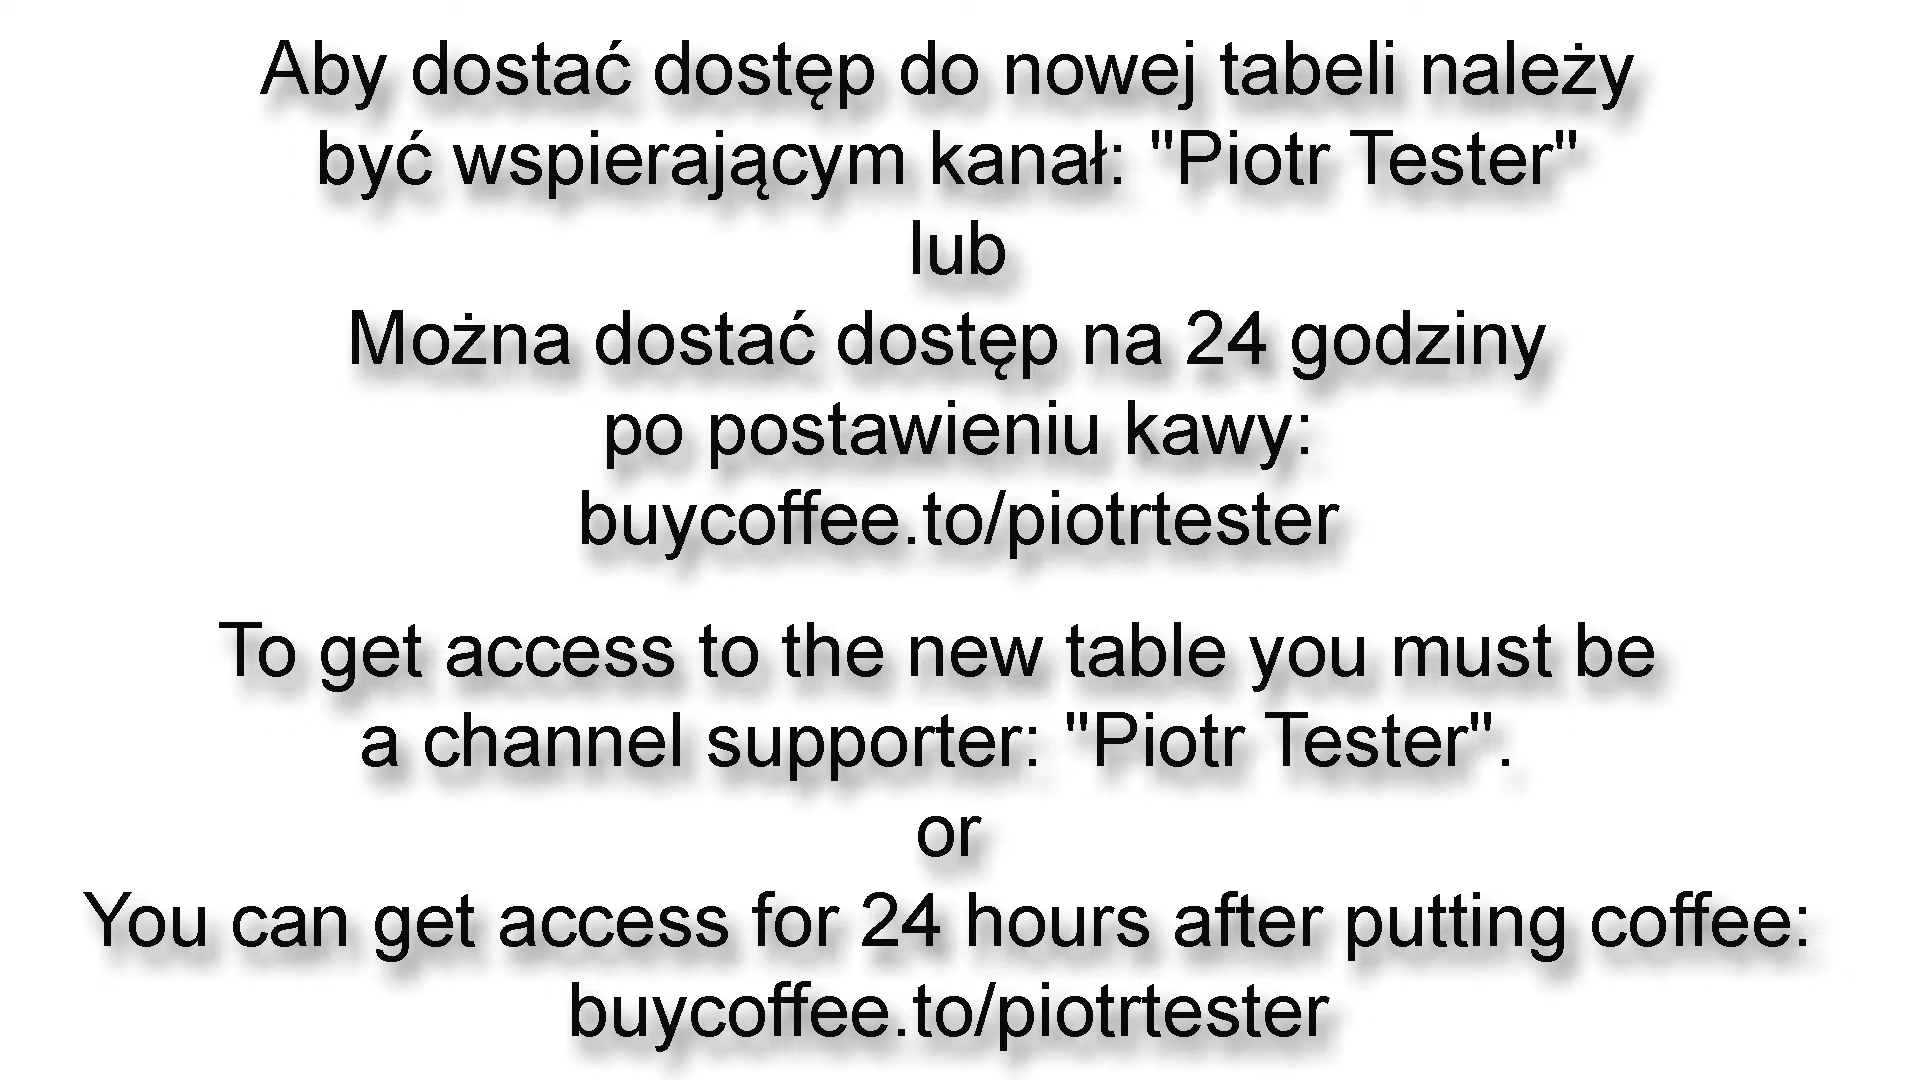 Aby dostać dostęp do nowej tabeli należy
być wspierającym kanał: "Piotr Tester"
lub
Można dostać dostęp na 24 godziny
po postawieniu kawy:
buycoffee.to/piotrtester
To get access to the new table you must be
a channel supporter: "Piotr Tester".
or
You can get access for 24 hours after putting coffee:
buycoffee.to/piotrtester